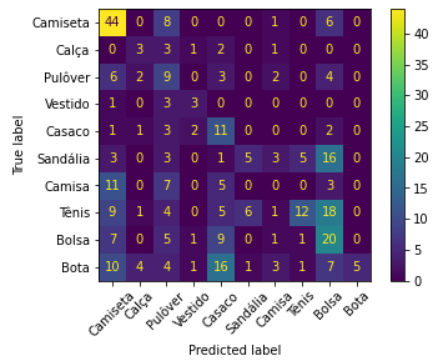 Camiseta 44 0 8 0 0 0 1 0 6 0
Calça 0 3 3 1 2 0 1 0 0 0
Pulôver 6 2 9 0 3 0 2 0 4 0
Vestido 1 0 3 3 0 0 0 0 0 0
Casaco 1 1 3 2 11 0 0 0 2 0
Sandália 3 0 3 0 1 5 3 5 16 0
Camisa 11 0 7 0 5 0 0 0 3 0
Tênis 9 1 4 0 5 6 1 12 18 0
Bolsa 7 0 5 1 9 0 1 1 20 0
Bota 10 4 4 1 16 1 3 1 7 5
True label
Camiseta Calça Pulôver Vestido Casaco Sandália Camisa Tênis Bolsa Bota
Predicted label
40
35
30
25
20
15
10
5
0